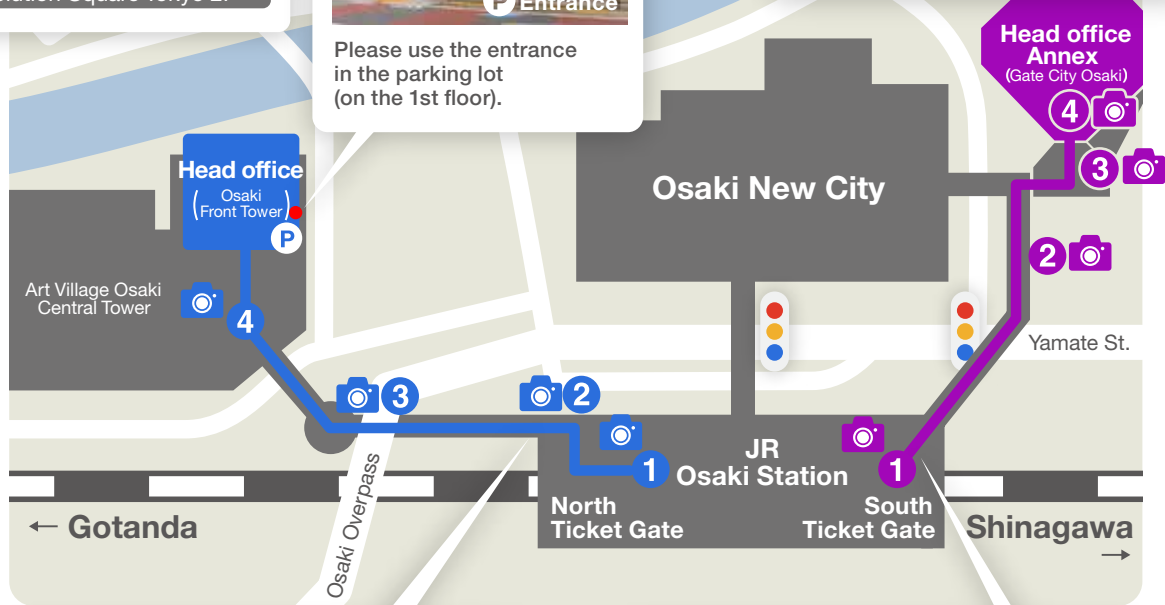 Square Tokyo
P Entrance
Please use the entrance
in the parking lot
(on the 1st floor).
Head office
Annex
(Gate City Osaki)
4
3
2
Head office
(Osaki
Front Tower)
P
Osaki New City
Art Village Osaki
Central Tower
4
Yamate St.
3
2
1
JR
Osaki Station
1
North
Ticket Gate
South
Ticket Gate
← Gotanda
Osaki Overpass
Shinagawa
→